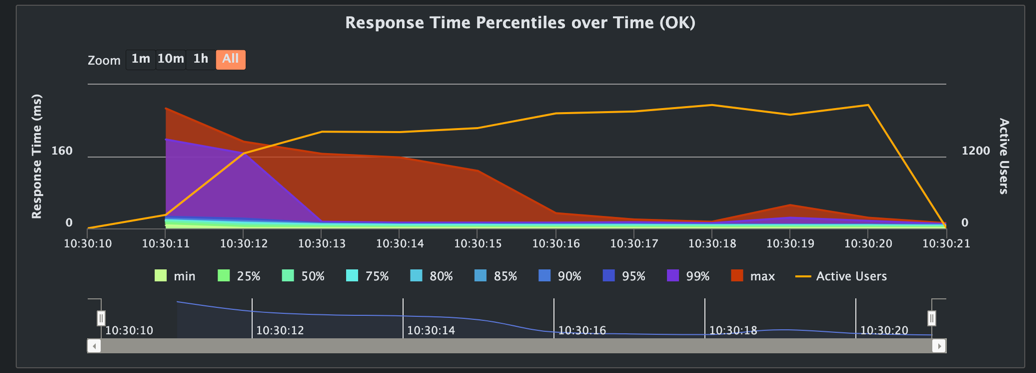 Response Time Percentiles over Time (OK)
Zoom 1m 10m 1h All
Response Time (ms)
160
0
1200
0
Active Users
10:30:10 10:30:11 10:30:12 10:30:13 10:30:14 10:30:15 10:30:16 10:30:17 10:30:18 10:30:19 10:30:20 10:30:21
min 25% 50% 75% 80% 85% 90% 95% 99% max Active Users
10:30:10 10:30:12 10:30:14 10:30:16 10:30:18 10:30:20